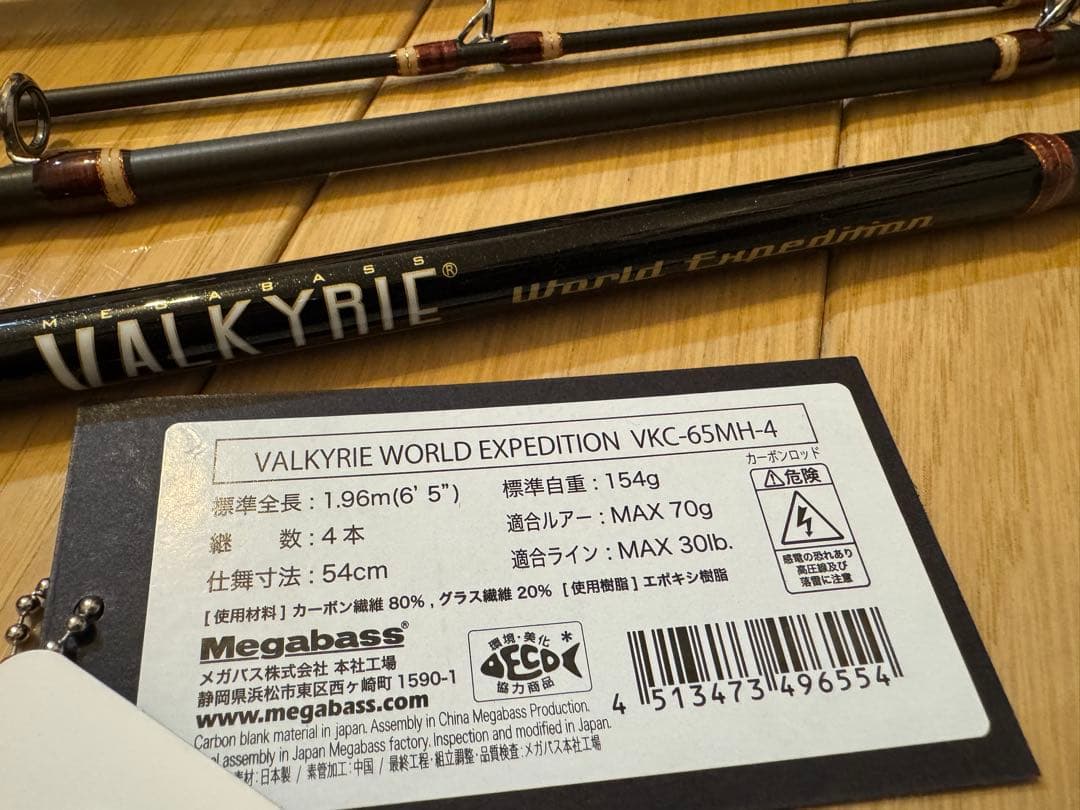 MEGABASS
VALKYRIE® World Expedition
VALKYRIE WORLD EXPEDITION VKC-65MH-4
標準全長 : 1.96m(6' 5")
標準自重 : 154g
継 数 : 4 本
適合ルアー : MAX 70g
仕舞寸法 : 54cm
適合ライン : MAX 30lb.
カーボンロッド
⚠危険
感電の恐れあり
高圧線及び
落雷に注意
[ 使用材料 ] カーボン繊維 80% , グラス繊維 20% [ 使用樹脂 ] エポキシ樹脂
Megabass®
メガバス株式会社 本社工場
静岡県浜松市東区西ヶ崎町 1590-1
www.megabass.com
環境・美化
DECO
協力商品
4 513473 496554
Carbon blank material in japan. Assembly in China Megabass Production.
assembly in Japan Megabass factory. Inspection and modified in Japan.
素材 : 日本製 / 素管加工 : 中国 / 最終工程・組立調整・品質検査 : メガバス本社工場